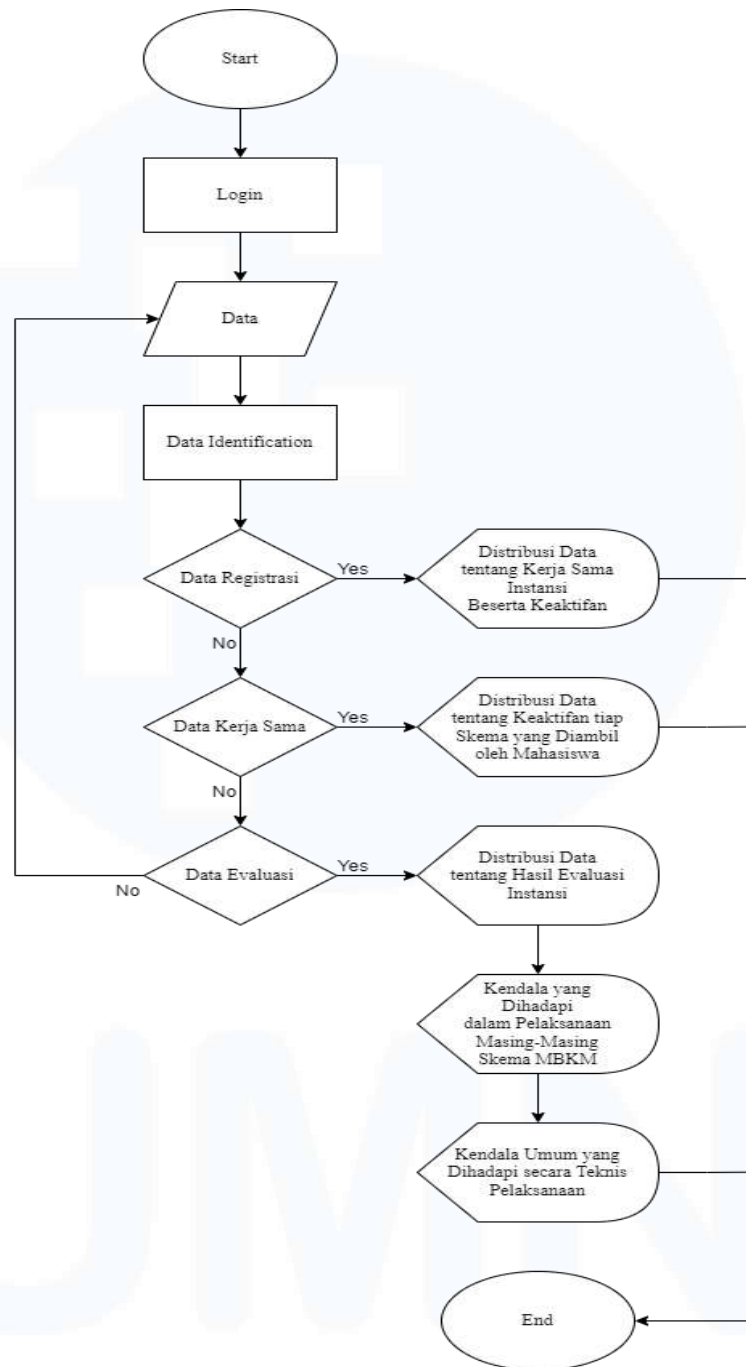 Start
Login
Data
Data Identification
Data Registrasi
Yes
Distribusi Data
tentang Kerja Sama
Instansi
Beserta Keaktifan
No
Data Kerja Sama
Yes
Distribusi Data
tentang Keaktifan tiap
Skema yang Diambil
oleh Mahasiswa
No
Data Evaluasi
Yes
Distribusi Data
tentang Hasil Evaluasi
Instansi
No
Kendala yang
Dihadapi
dalam Pelaksanaan
Masing-Masing
Skema MBKM
Kendala Umum yang
Dihadapi secara Teknis
Pelaksanaan
End
UMN